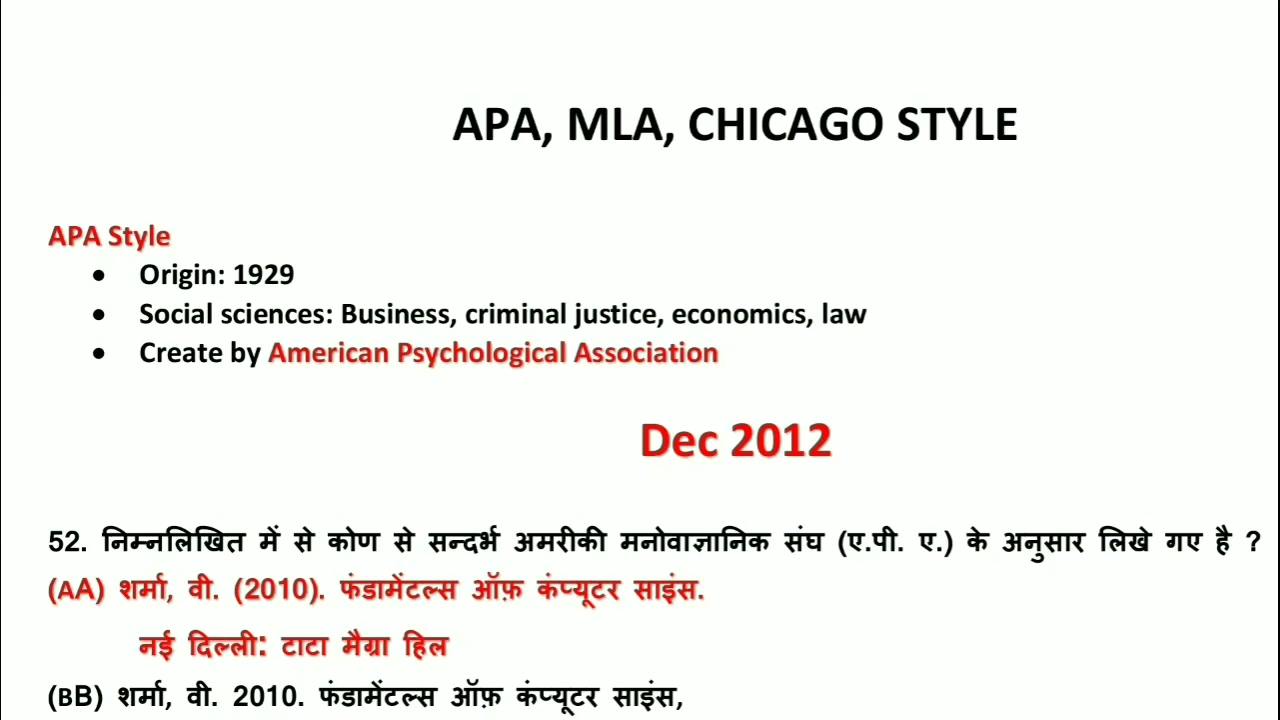 APA, MLA, CHICAGO STYLE
APA Style
• Origin: 1929
• Social sciences: Business, criminal justice, economics, law
• Create by American Psychological Association
Dec 2012
52. निम्नलिखित में से कोण से सन्दर्भ अमरीकी मनोवाज्ञानिक संघ (ए.पी. ए.) के अनुसार लिखे गए है ?
(AA) शर्मा, वी. (2010). फंडामेंटल्स ऑफ़ कंप्यूटर साइंस.
नई दिल्ली: टाटा मैग्रा हिल
(BB) शर्मा, वी. 2010. फंडामेंटल्स ऑफ़ कंप्यूटर साइंस,